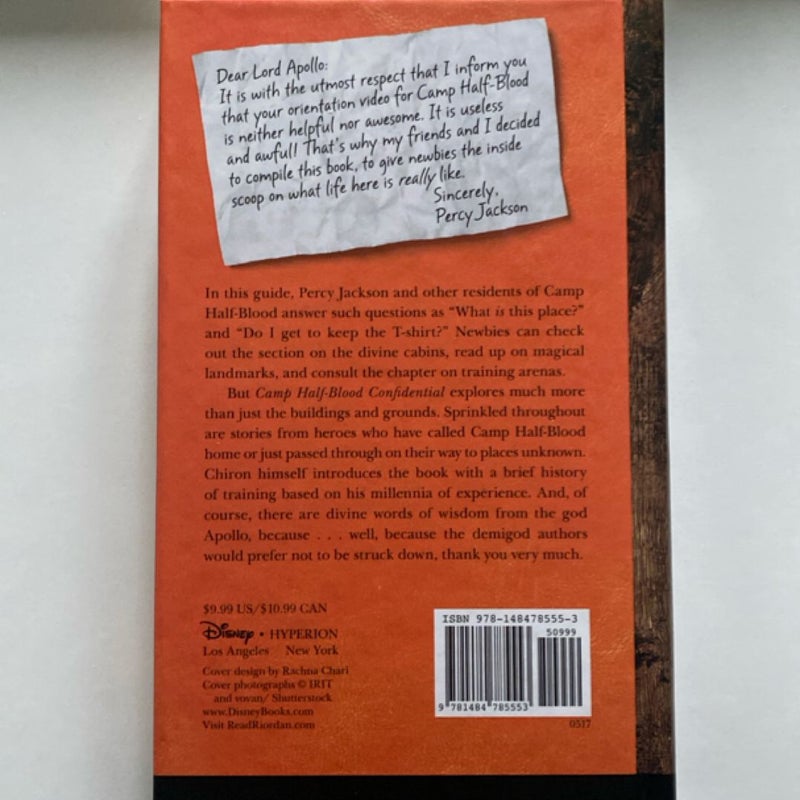 Dear Lord Apollo:
It is with the utmost respect that I inform you
that your orientation video for Camp Half-Blood
is neither helpful nor awesome. It is useless
and awful! That's why my friends and I decided
to compile this book, to give newbies the inside
scoop on what life here is really like.
Sincerely,
Percy Jackson
In this guide, Percy Jackson and other residents of Camp
Half-Blood answer such questions as “What is this place?”
and “Do I get to keep the T-shirt?” Newbies can check
out the section on the divine cabins, read up on magical
landmarks, and consult the chapter on training arenas.
But Camp Half-Blood Confidential explores much more
than just the buildings and grounds. Sprinkled throughout
are stories from heroes who have called Camp Half-Blood
home or just passed through on their way to places unknown.
Chiron himself introduces the book with a brief history
of training based on his millennia of experience. And, of
course, there are divine words of wisdom from the god
Apollo, because . . . well, because the demigod authors
would prefer not to be struck down, thank you very much.
$9.99 US/$10.99 CAN
Disney • HYPERION
Los Angeles New York
Cover design by Rachna Chari
Cover photographs © IRIT
and vovan/ Shutterstock
www.DisneyBooks.com
Visit ReadRiordan.com
ISBN 978-148478555-3
50999
9 781484 785553
0317